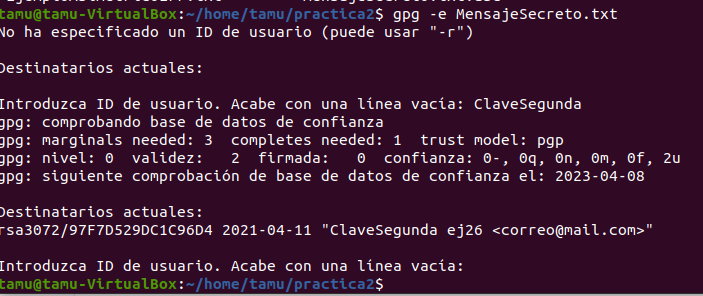 tamu@tamu-VirtualBox:~/home/tamu/practica2$ gpg -e MensajeSecreto.txt
No ha especificado un ID de usuario (puede usar "-r")
Destinatarios actuales:
Introduzca ID de usuario. Acabe con una línea vacía: ClaveSegunda
gpg: comprobando base de datos de confianza
gpg: marginals needed: 3  completes needed: 1  trust model: pgp
gpg: nivel: 0  validez:   2  firmada:   0  confianza: 0-, 0q, 0n, 0m, 0f, 2u
gpg: siguiente comprobación de base de datos de confianza el: 2023-04-08
Destinatarios actuales:
rsa3072/97F7D529DC1C96D4 2021-04-11 "ClaveSegunda ej26 <correo@mail.com>"
Introduzca ID de usuario. Acabe con una línea vacía:
tamu@tamu-VirtualBox:~/home/tamu/practica2$